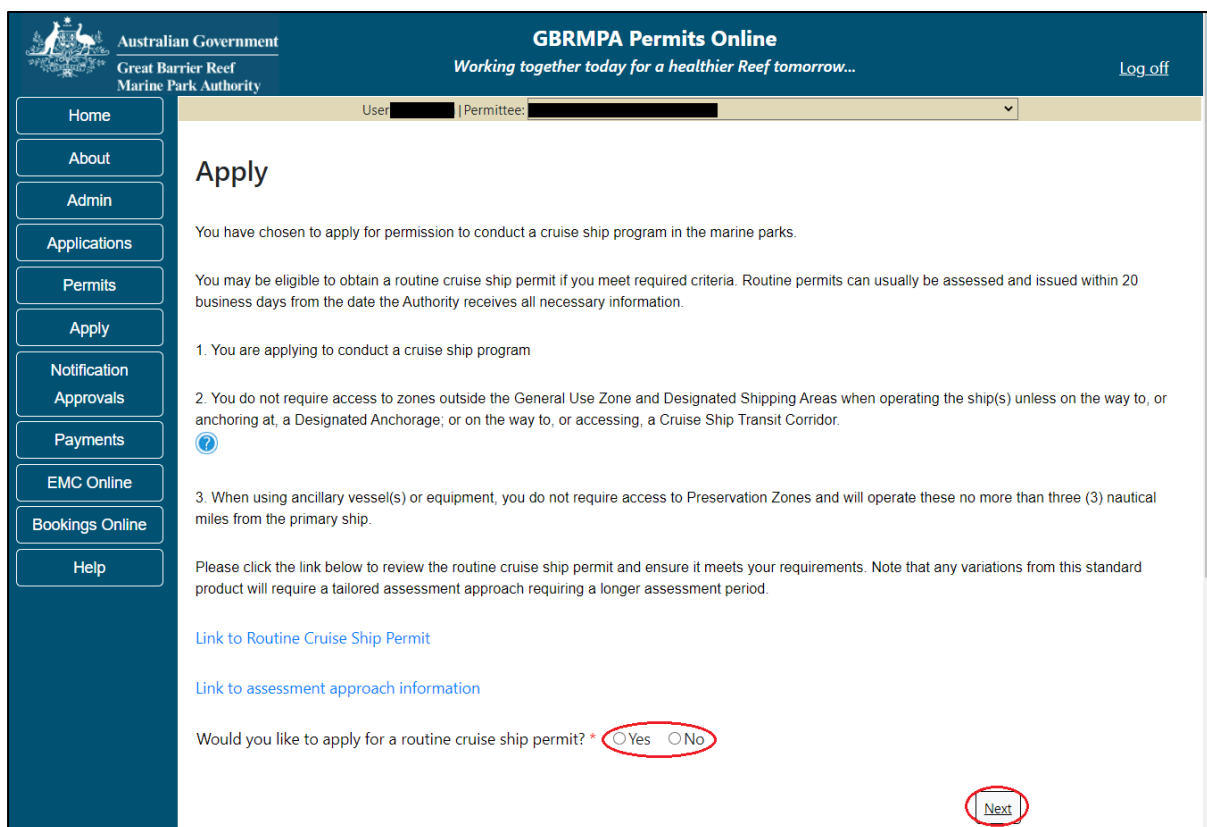 Australian Government
Great Barrier Reef
Marine Park Authority
GBRMPA Permits Online
Working together today for a healthier Reef tomorrow...
Log off
Home
About
Admin
Applications
Permits
Apply
Notification
Approvals
Payments
EMC Online
Bookings Online
Help
User | Permittee:
Apply
You have chosen to apply for permission to conduct a cruise ship program in the marine parks.
You may be eligible to obtain a routine cruise ship permit if you meet required criteria. Routine permits can usually be assessed and issued within 20
business days from the date the Authority receives all necessary information.
1. You are applying to conduct a cruise ship program
2. You do not require access to zones outside the General Use Zone and Designated Shipping Areas when operating the ship(s) unless on the way to, or
anchoring at, a Designated Anchorage; or on the way to, or accessing, a Cruise Ship Transit Corridor.
?
3. When using ancillary vessel(s) or equipment, you do not require access to Preservation Zones and will operate these no more than three (3) nautical
miles from the primary ship.
Please click the link below to review the routine cruise ship permit and ensure it meets your requirements. Note that any variations from this standard
product will require a tailored assessment approach requiring a longer assessment period.
Link to Routine Cruise Ship Permit
Link to assessment approach information
Would you like to apply for a routine cruise ship permit? * Yes No
Next